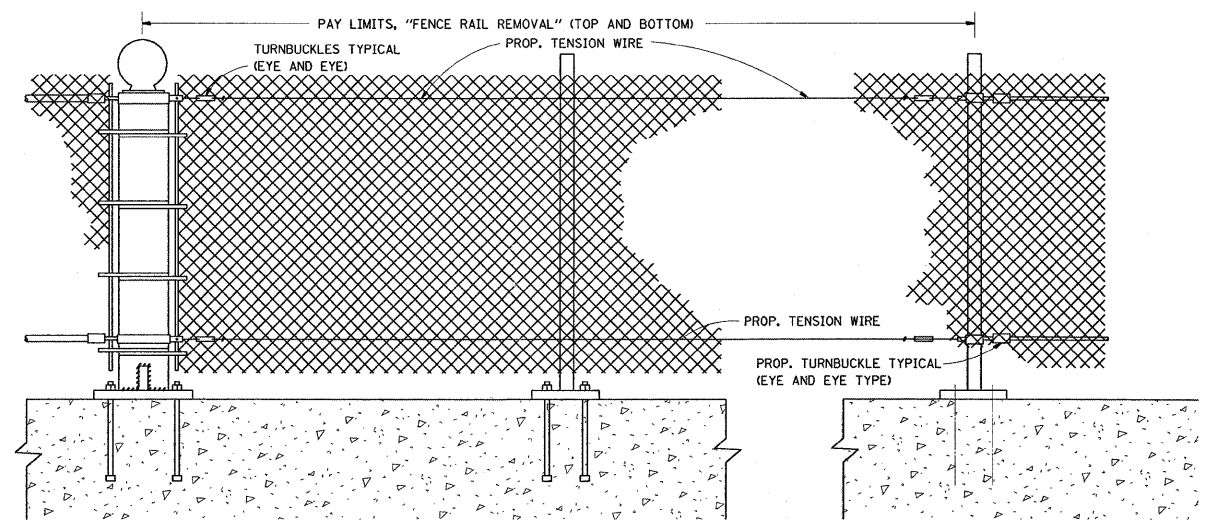 PAY LIMITS, "FENCE RAIL REMOVAL" (TOP AND BOTTOM)
TURNBUCKLES TYPICAL
(EYE AND EYE)
PROP. TENSION WIRE
PROP. TENSION WIRE
PROP. TURNBUCKLE TYPICAL
(EYE AND EYE TYPE)